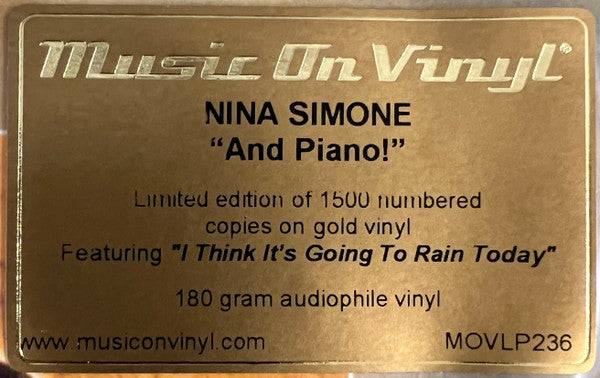 Music On Vinyl®
NINA SIMONE
“And Piano!”
Limited edition of 1500 numbered
copies on gold vinyl
Featuring "I Think It's Going To Rain Today"
180 gram audiophile vinyl
www.musiconvinyl.com
MOVLP236